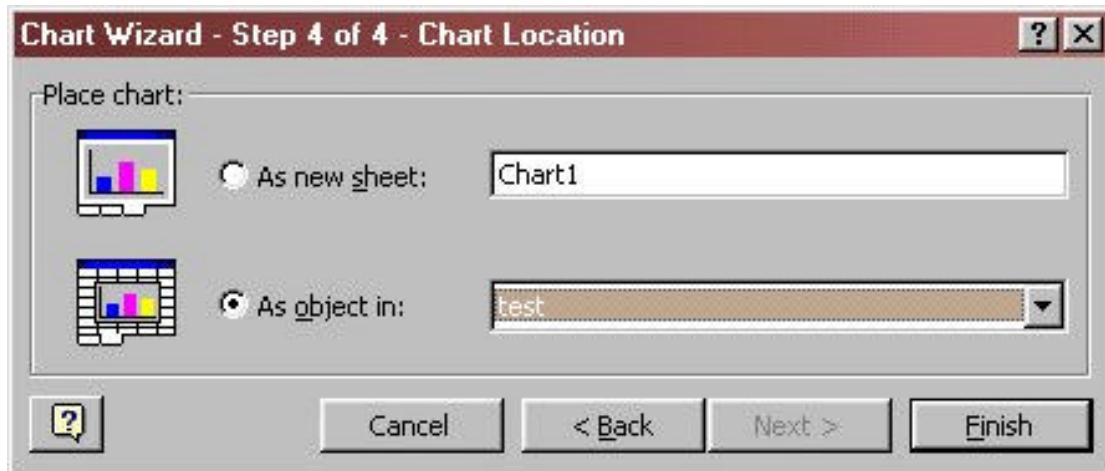 Chart Wizard - Step 4 of 4 - Chart Location
Place chart:
As new sheet:
Chart1
As object in:
test
Cancel
< Back
Next >
Finish